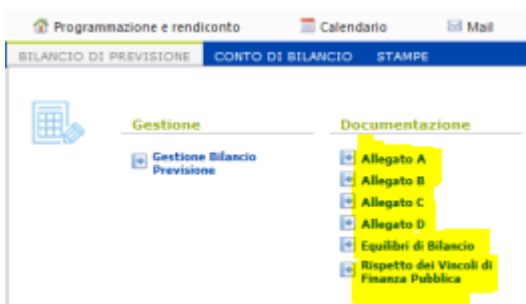 Programmazione e rendiconto Calendario Mail
BILANCIO DI PREVISIONE CONTO DI BILANCIO STAMPE
Gestione
Gestione Bilancio
Previsione
Documentazione
Allegato A
Allegato B
Allegato C
Allegato D
Equilibri di Bilancio
Rispetto dei Vincoli di
Finanza Pubblica